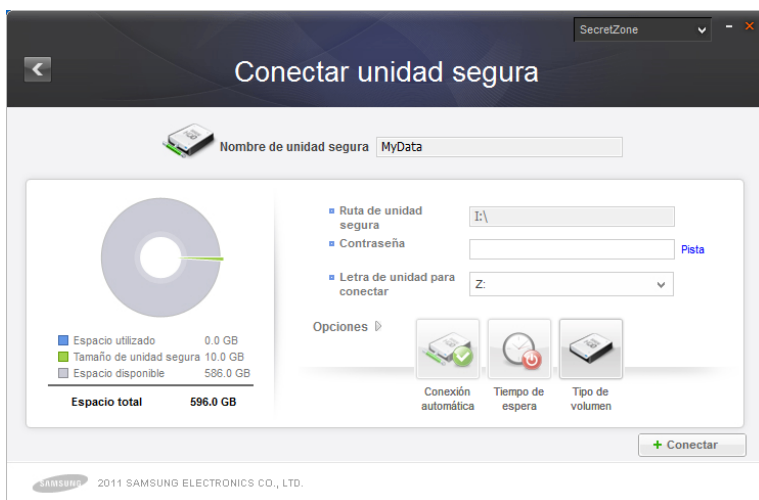 SecretZone
Conectar unidad segura
Nombre de unidad segura MyData
Ruta de unidad
segura
I:\
Contraseña
Pista
Letra de unidad para
conectar
Z:
Opciones
Conexión
automática
Tiempo de
espera
Tipo de
volumen
Espacio utilizado 0.0 GB
Tamaño de unidad segura 10.0 GB
Espacio disponible 586.0 GB
Espacio total 596.0 GB
+ Conectar
SAMSUNG 2011 SAMSUNG ELECTRONICS CO., LTD.